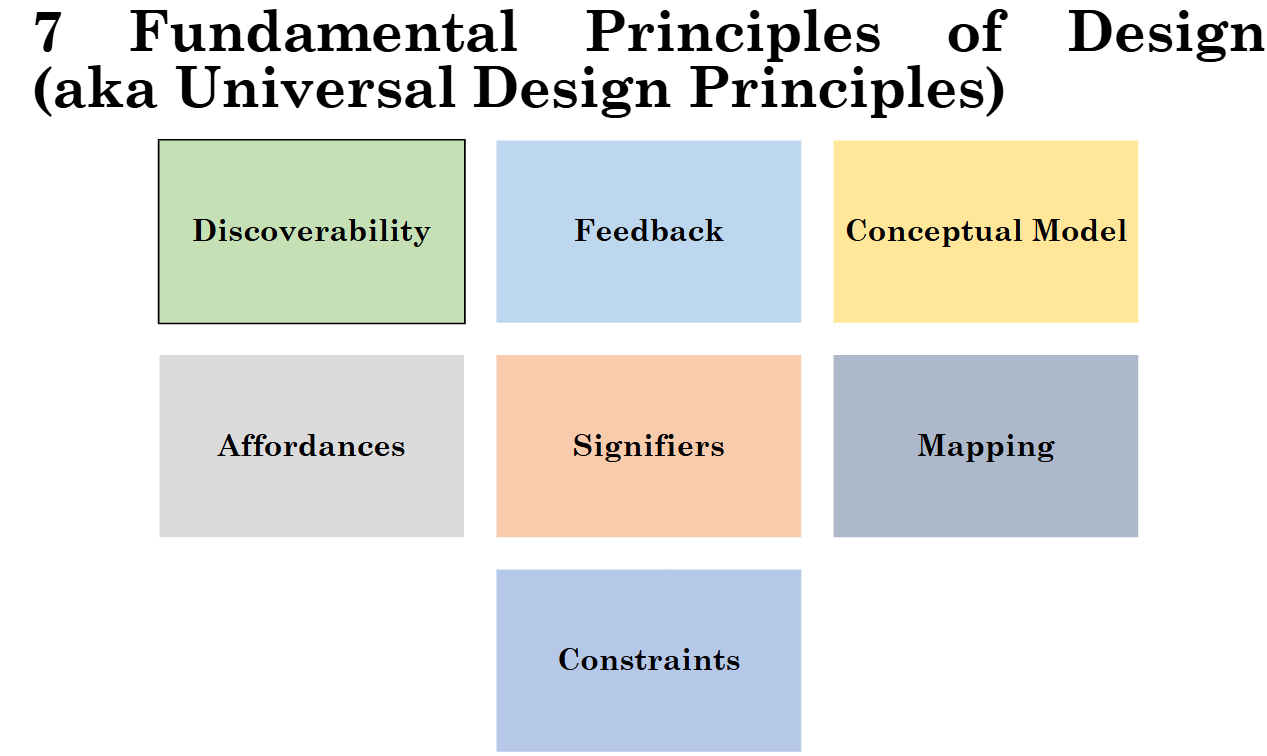 7 Fundamental Principles of Design
(aka Universal Design Principles)
Discoverability
Feedback
Conceptual Model
Affordances
Signifiers
Mapping
Constraints